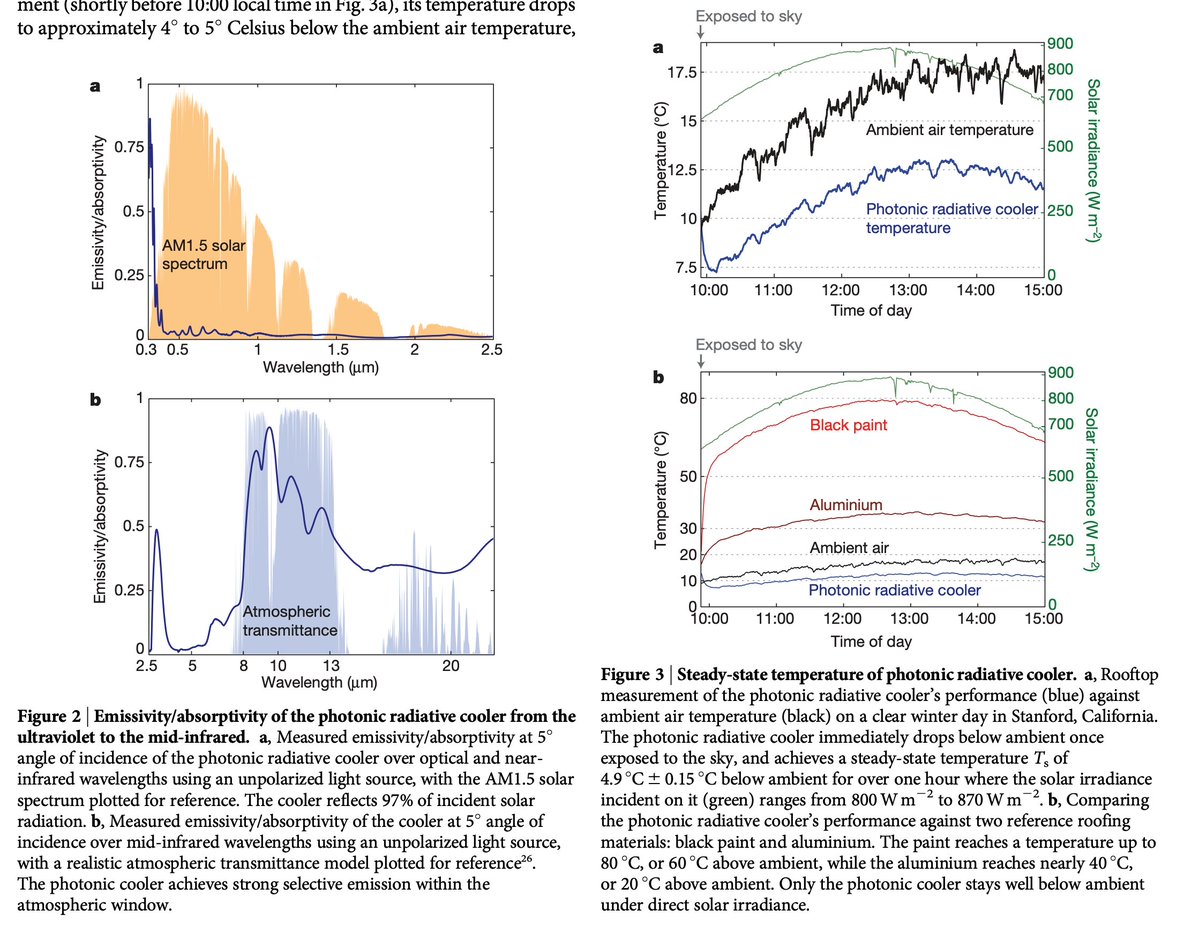 ment (shortly before 10:00 local time in Fig. 3a), its temperature drops
to approximately 4° to 5° Celsius below the ambient air temperature,
a
1
0.75
0.5
0.25
0
Emissivity/absorptivity
AM1.5 solar
spectrum
0.3 0.5 1 1.5 2 2.5
Wavelength (μm)
b
1
0.75
0.5
0.25
0
Emissivity/absorptivity
Atmospheric
transmittance
2.5 5 8 10 13 20
Wavelength (μm)
Figure 2 | Emissivity/absorptivity of the photonic radiative cooler from the
ultraviolet to the mid-infrared. a, Measured emissivity/absorptivity at 5°
angle of incidence of the photonic radiative cooler over optical and near-
infrared wavelengths using an unpolarized light source, with the AM1.5 solar
spectrum plotted for reference. The cooler reflects 97% of incident solar
radiation. b, Measured emissivity/absorptivity of the cooler at 5° angle of
incidence over mid-infrared wavelengths using an unpolarized light source,
with a realistic atmospheric transmittance model plotted for reference²⁶.
The photonic cooler achieves strong selective emission within the
atmospheric window.
Exposed to sky
a
17.5
15
12.5
10
7.5
Temperature (°C)
Ambient air temperature
Photonic radiative cooler
temperature
900
800
700
500
250
0
Solar irradiance (W m⁻²)
10:00 11:00 12:00 13:00 14:00 15:00
Time of day
Exposed to sky
b
80
50
30
20
10
0
Temperature (°C)
Black paint
Aluminium
Ambient air
Photonic radiative cooler
900
800
700
500
250
0
Solar irradiance (W m⁻²)
10:00 11:00 12:00 13:00 14:00 15:00
Time of day
Figure 3 | Steady-state temperature of photonic radiative cooler. a, Rooftop
measurement of the photonic radiative cooler's performance (blue) against
ambient air temperature (black) on a clear winter day in Stanford, California.
The photonic radiative cooler immediately drops below ambient once
exposed to the sky, and achieves a steady-state temperature Tₛ of
4.9 °C ± 0.15 °C below ambient for over one hour where the solar irradiance
incident on it (green) ranges from 800 W m⁻² to 870 W m⁻². b, Comparing
the photonic radiative cooler's performance against two reference roofing
materials: black paint and aluminium. The paint reaches a temperature up to
80 °C, or 60 °C above ambient, while the aluminium reaches nearly 40 °C,
or 20 °C above ambient. Only the photonic cooler stays well below ambient
under direct solar irradiance.